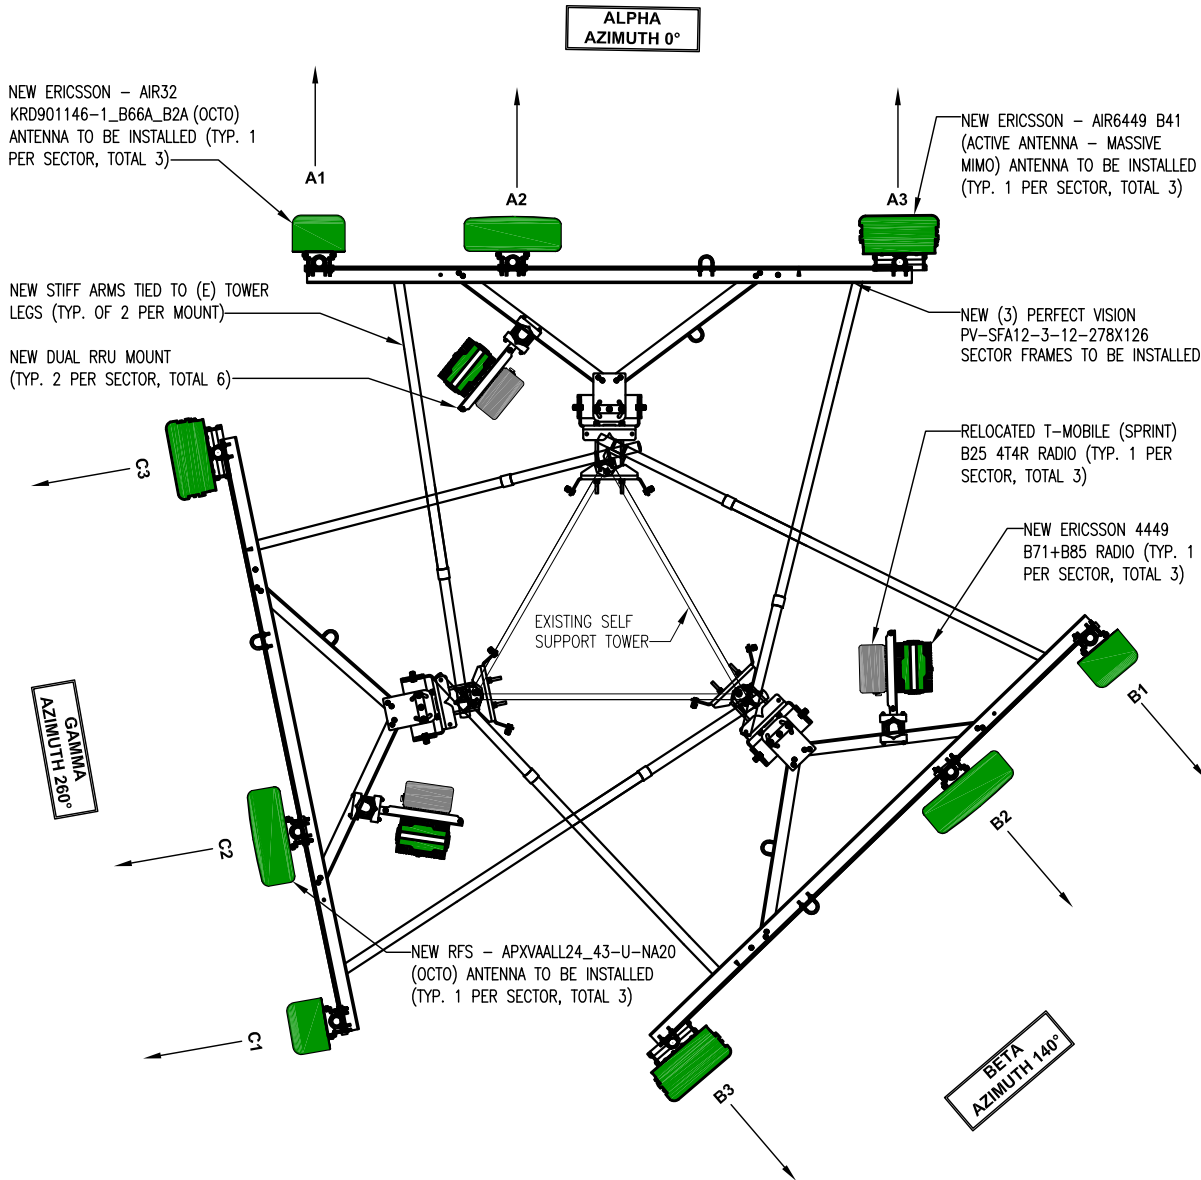 ALPHA
AZIMUTH 0°
NEW ERICSSON - AIR32
KRD901146-1_B66A_B2A (OCTO)
ANTENNA TO BE INSTALLED (TYP. 1
PER SECTOR, TOTAL 3)
A1
A2
A3
NEW ERICSSON - AIR6449 B41
(ACTIVE ANTENNA - MASSIVE
MIMO) ANTENNA TO BE INSTALLED
(TYP. 1 PER SECTOR, TOTAL 3)
NEW STIFF ARMS TIED TO (E) TOWER
LEGS (TYP. OF 2 PER MOUNT)
NEW DUAL RRU MOUNT
(TYP. 2 PER SECTOR, TOTAL 6)
NEW (3) PERFECT VISION
PV-SFA12-3-12-278X126
SECTOR FRAMES TO BE INSTALLED
RELOCATED T-MOBILE (SPRINT)
B25 4T4R RADIO (TYP. 1 PER
SECTOR, TOTAL 3)
C3
NEW ERICSSON 4449
B71+B85 RADIO (TYP. 1
PER SECTOR, TOTAL 3)
EXISTING SELF
SUPPORT TOWER
GAMMA
AZIMUTH 260°
B1
B2
C2
NEW RFS - APXVAALL24_43-U-NA20
(OCTO) ANTENNA TO BE INSTALLED
(TYP. 1 PER SECTOR, TOTAL 3)
C1
B3
BETA
AZIMUTH 140°